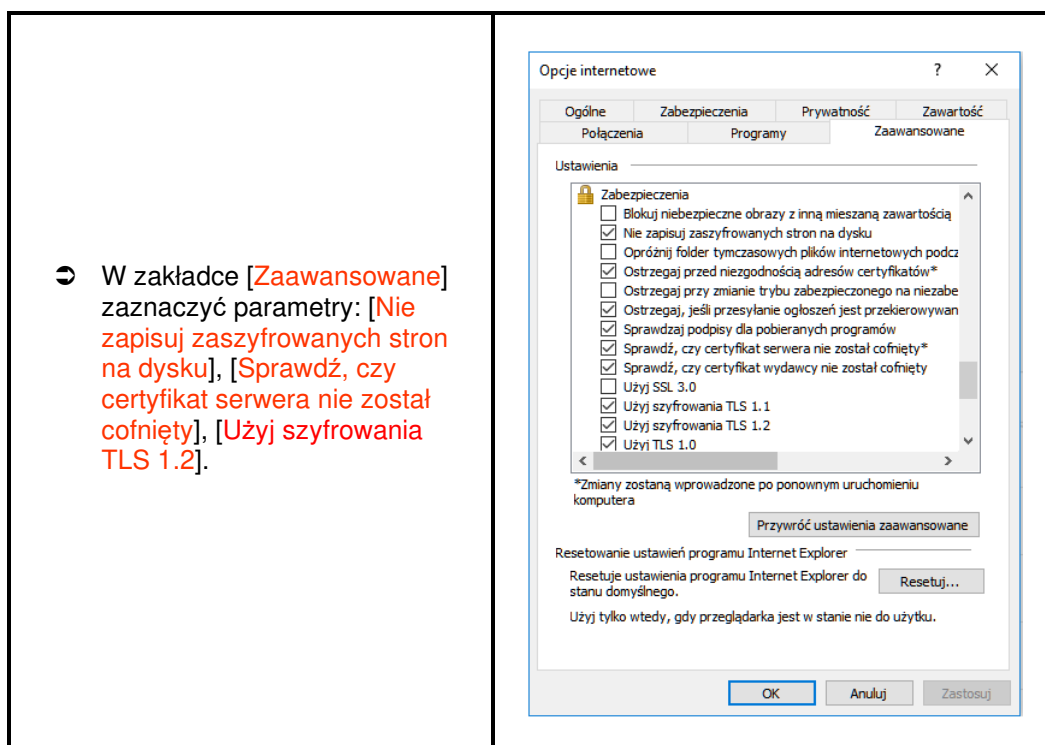 ➲ W zakładce [Zaawansowane]
zaznaczyć parametry: [Nie
zapisuj zaszyfrowanych stron
na dysku], [Sprawdź, czy
certyfikat serwera nie został
cofnięty], [Użyj szyfrowania
TLS 1.2].
Opcje internetowe
Ogólne Zabezpieczenia Prywatność Zawartość
Połączenia Programy Zaawansowane
Ustawienia
Zabezpieczenia
Blokuj niebezpieczne obrazy z inną mieszaną zawartością
Nie zapisuj zaszyfrowanych stron na dysku
Opróżnij folder tymczasowych plików internetowych podcz
Ostrzegaj przed niezgodnością adresów certyfikatów*
Ostrzegaj przy zmianie trybu zabezpieczonego na niezabe
Ostrzegaj, jeśli przesyłanie ogłoszeń jest przekierowywan
Sprawdzaj podpisy dla pobieranych programów
Sprawdź, czy certyfikat serwera nie został cofnięty*
Sprawdź, czy certyfikat wydawcy nie został cofnięty
Użyj SSL 3.0
Użyj szyfrowania TLS 1.1
Użyj szyfrowania TLS 1.2
Użyj TLS 1.0
*Zmiany zostaną wprowadzone po ponownym uruchomieniu
komputera
Przywróć ustawienia zaawansowane
Resetowanie ustawień programu Internet Explorer
Resetuje ustawienia programu Internet Explorer do
stanu domyślnego.
Resetuj...
Użyj tylko wtedy, gdy przeglądarka jest w stanie nie do użytku.
OK Anuluj Zastosuj